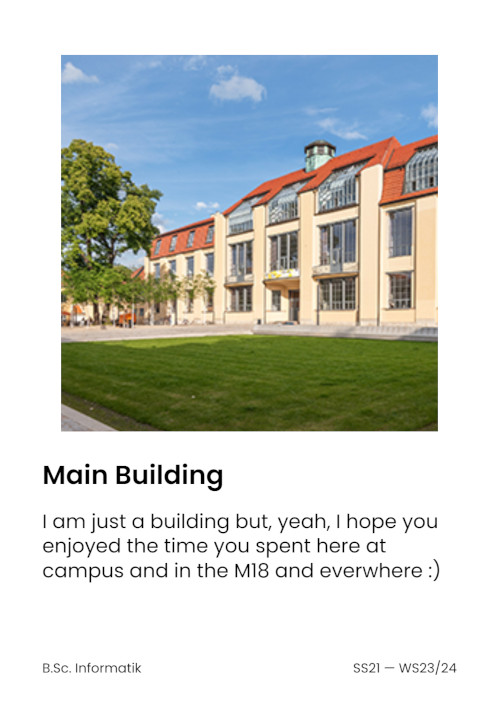 Main Building
I am just a building but, yeah, I hope you
enjoyed the time you spent here at
campus and in the M18 and everwhere :)
B.Sc. Informatik
SS21 — WS23/24